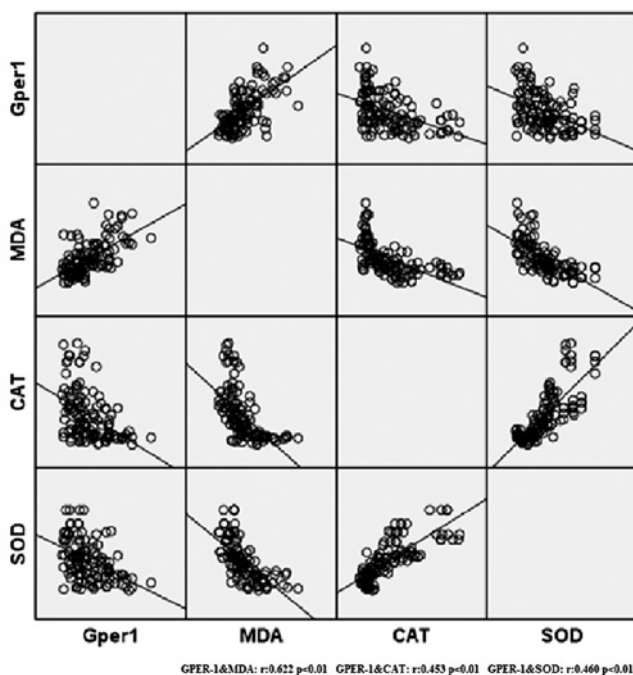 Gper1
MDA
CAT
SOD
Gper1 MDA CAT SOD
GPER-1&MDA: r:0.622 p<0.01 GPER-1&CAT: r:0.453 p<0.01 GPER-1&SOD: r:0.460 p<0.01